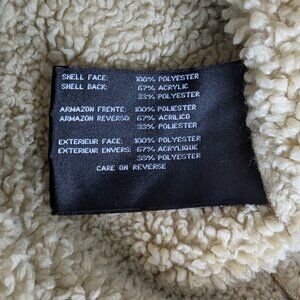 SHELL FACE: 100% POLYESTER
SHELL BACK: 67% ACRYLIC
33% POLYESTER
ARMAZON FRENTE: 100% POLIESTER
ARMAZON REVERSO: 67% ACRILICO
33% POLIESTER
EXTERIEUR FACE: 100% POLYESTER
EXTERIEUR ENVERS: 67% ACRYLIQUE
33% POLYESTER
CARE ON REVERSE